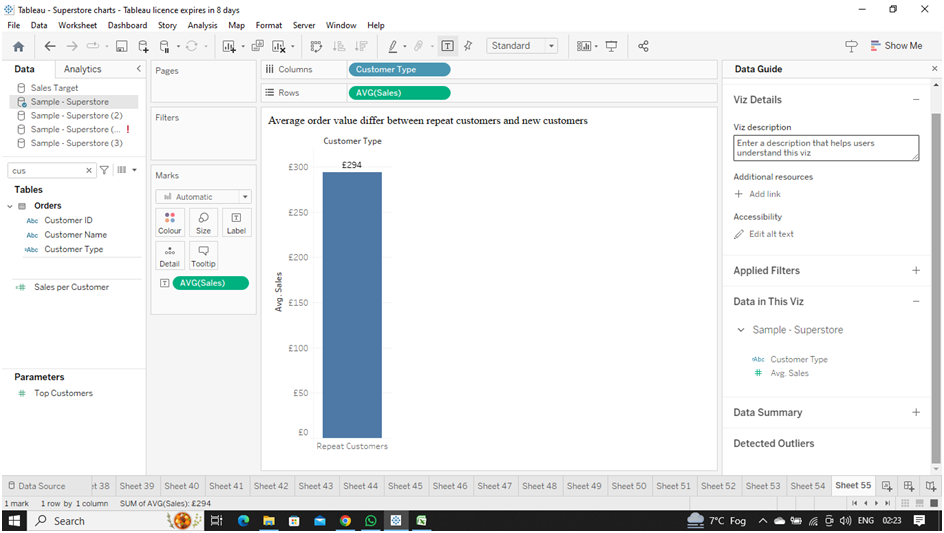 Tableau - Superstore charts - Tableau licence expires in 8 days
File Data Worksheet Dashboard Story Analysis Map Format Server Window Help
Standard
Show Me
Data Analytics
Sales Target
Sample - Superstore
Sample - Superstore (2)
Sample - Superstore (... !
Sample - Superstore (3)
cus
Tables
Orders
Abc Customer ID
Abc Customer Name
=Abc Customer Type
=# Sales per Customer
Parameters
# Top Customers
Pages
Filters
Marks
Automatic
Colour Size Label
Detail Tooltip
AVG(Sales)
Columns Customer Type
Rows AVG(Sales)
Average order value differ between repeat customers and new customers
Customer Type
£294
£300
£250
£200
£150
£100
£50
£0
Avg. Sales
Repeat Customers
Data Guide
Viz Details
Viz description
Enter a description that helps users
understand this viz
Additional resources
Add link
Accessibility
Edit alt text
Applied Filters
Data in This Viz
Sample - Superstore
=Abc Customer Type
# Avg. Sales
Data Summary
Detected Outliers
Data Source et 38 Sheet 39 Sheet 40 Sheet 41 Sheet 42 Sheet 43 Sheet 44 Sheet 45 Sheet 46 Sheet 47 Sheet 48 Sheet 49 Sheet 50 Sheet 51 Sheet 52 Sheet 53 Sheet 54 Sheet 55
1 mark 1 row by 1 column SUM of AVG(Sales): £294
Search 7°C Fog ENG 02:23